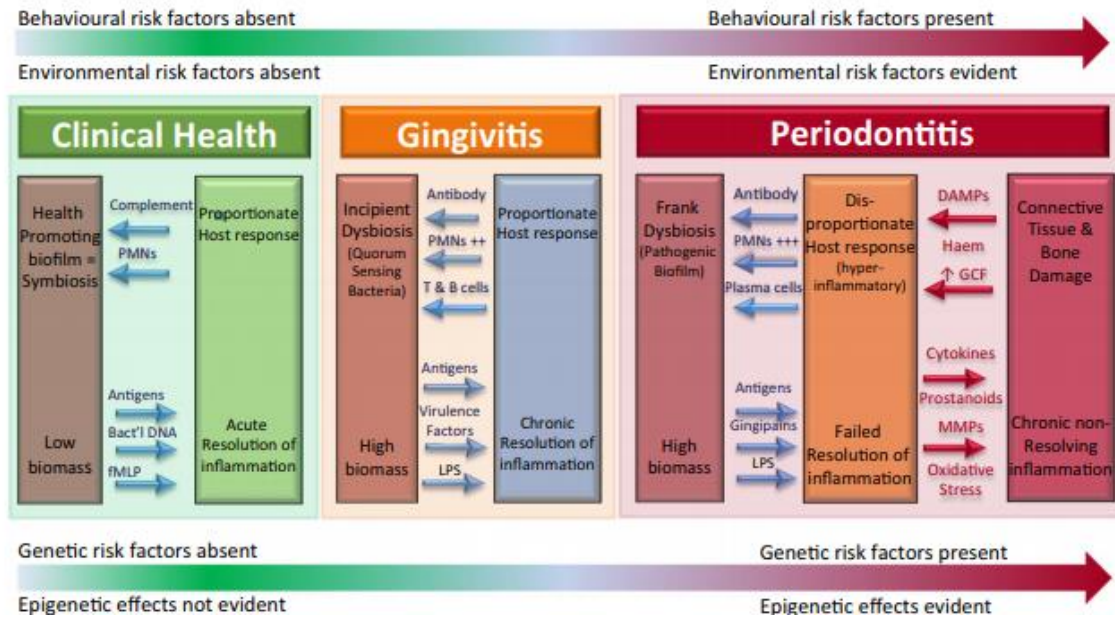 Behavioural risk factors absent
Behavioural risk factors present
Environmental risk factors absent
Environmental risk factors evident
Clinical Health
Health
Promoting
biofilm =
Symbiosis
Low
biomass
Complement
PMNs
Antigens
Bact'l DNA
fMLP
Proportionate
Host response
Acute
Resolution of
inflammation
Gingivitis
Incipient
Dysbiosis
(Quorum
Sensing
Bacteria)
High
biomass
Antibody
PMNs ++
T & B cells
Antigens
Virulence
Factors
LPS
Proportionate
Host response
Chronic
Resolution of
inflammation
Periodontitis
Frank
Dysbiosis
(Pathogenic
Biofilm)
High
biomass
Antibody
PMNs +++
Plasma cells
Antigens
Gingipains
LPS
Dis-
proportionate
Host response
(hyper-
inflammatory)
Failed
Resolution of
inflammation
DAMPs
Haem
↑ GCF
Cytokines
Prostanoids
MMPs
Oxidative
Stress
Connective
Tissue &
Bone
Damage
Chronic non-
Resolving
inflammation
Genetic risk factors absent
Genetic risk factors present
Epigenetic effects not evident
Epigenetic effects evident